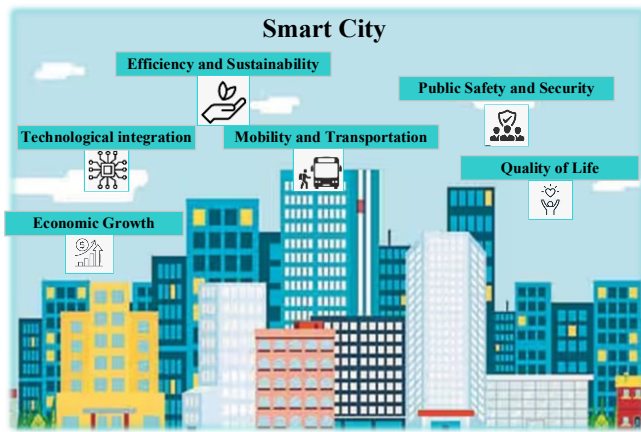 Smart City
Efficiency and Sustainability
Public Safety and Security
Technological integration
Mobility and Transportation
Quality of Life
Economic Growth